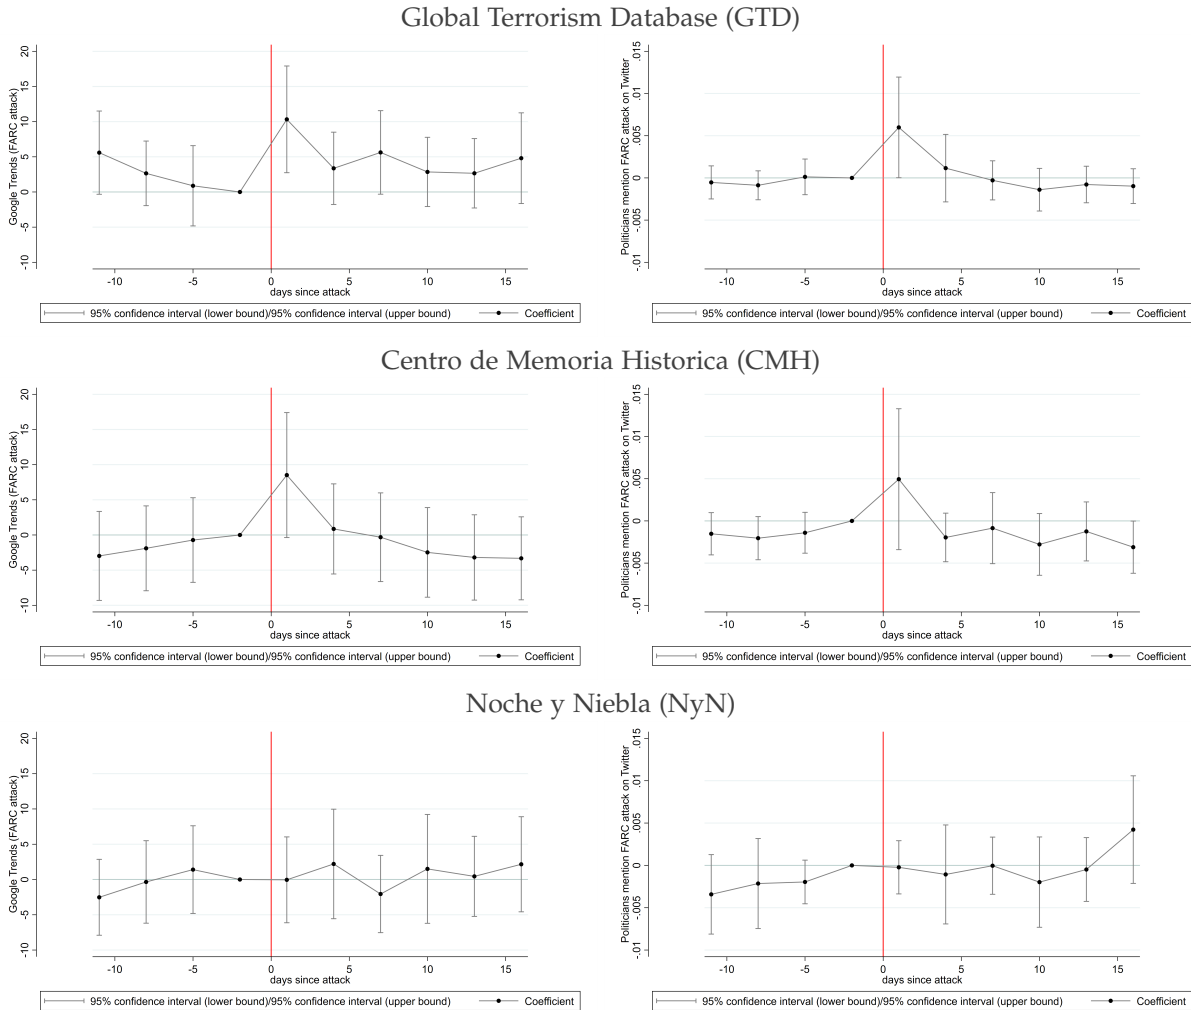 Global Terrorism Database (GTD)
Google Trends (FARC attack)
20
15
10
5
0
-5
-10
-10 -5 0 5 10 15
days since attack
95% confidence interval (lower bound)/95% confidence interval (upper bound) Coefficient
Politicians mention FARC attack on Twitter
.015
.01
.005
0
-.005
-.01
-10 -5 0 5 10 15
days since attack
95% confidence interval (lower bound)/95% confidence interval (upper bound) Coefficient
Centro de Memoria Historica (CMH)
Google Trends (FARC attack)
20
15
10
5
0
-5
-10
-10 -5 0 5 10 15
days since attack
95% confidence interval (lower bound)/95% confidence interval (upper bound) Coefficient
Politicians mention FARC attack on Twitter
.015
.01
.005
0
-.005
-.01
-10 -5 0 5 10 15
days since attack
95% confidence interval (lower bound)/95% confidence interval (upper bound) Coefficient
Noche y Niebla (NyN)
Google Trends (FARC attack)
20
15
10
5
0
-5
-10
-10 -5 0 5 10 15
days since attack
95% confidence interval (lower bound)/95% confidence interval (upper bound) Coefficient
Politicians mention FARC attack on Twitter
.015
.01
.005
0
-.005
-.01
-10 -5 0 5 10 15
days since attack
95% confidence interval (lower bound)/95% confidence interval (upper bound) Coefficient